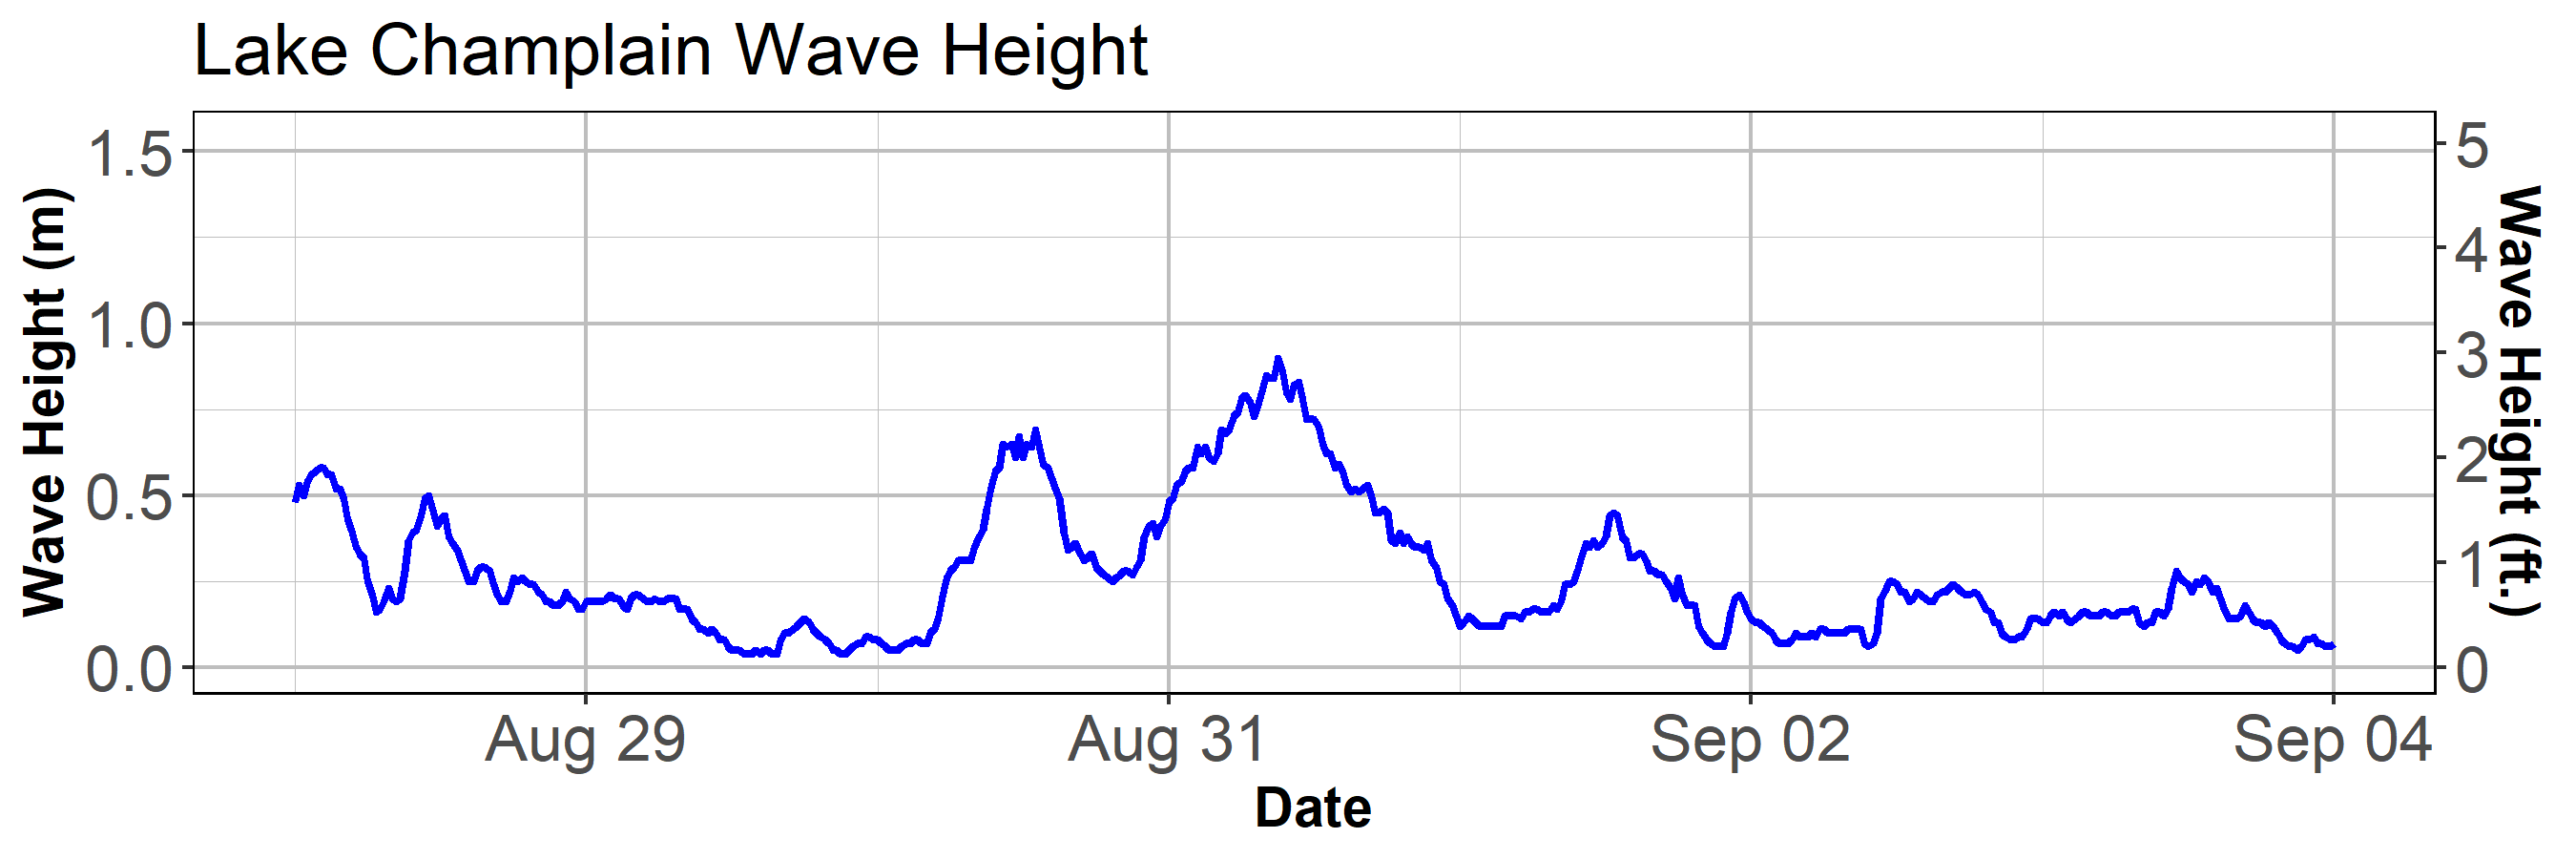 Lake Champlain Wave Height
Wave Height (m)
1.5
1.0
0.5
0.0
5
4
3
2
1
0
Wave Height (ft.)
Aug 29
Aug 31
Sep 02
Sep 04
Date